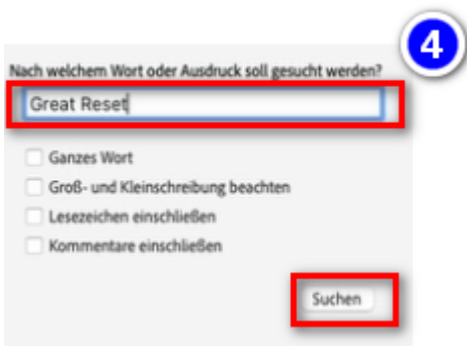 4
Nach welchem Wort oder Ausdruck soll gesucht werden?
Great Reset
Ganzes Wort
Groß- und Kleinschreibung beachten
Lesezeichen einschließen
Kommentare einschließen
Suchen